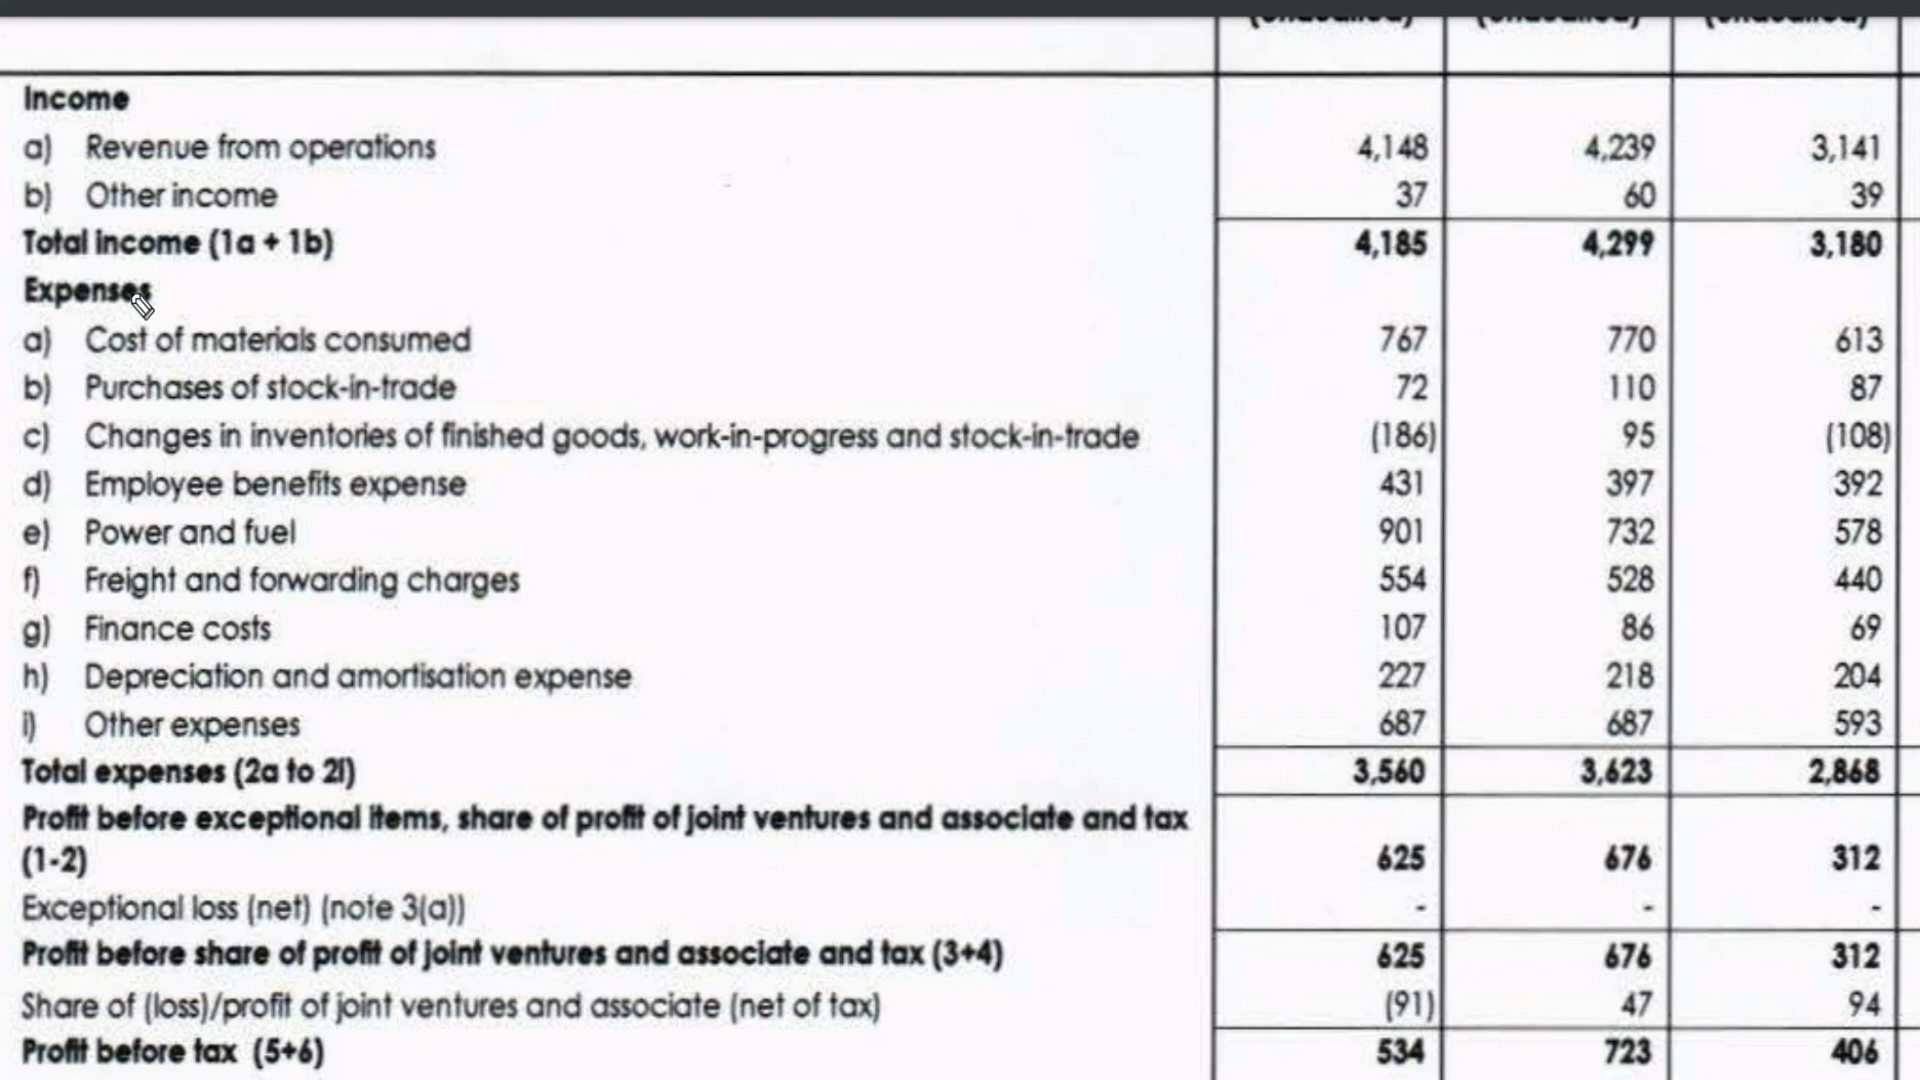 Income
a) Revenue from operations 4,148 4,239 3,141
b) Other income 37 60 39
Total income (1a + 1b) 4,185 4,299 3,180
Expenses
a) Cost of materials consumed 767 770 613
b) Purchases of stock-in-trade 72 110 87
c) Changes in inventories of finished goods, work-in-progress and stock-in-trade (186) 95 (108)
d) Employee benefits expense 431 397 392
e) Power and fuel 901 732 578
f) Freight and forwarding charges 554 528 440
g) Finance costs 107 86 69
h) Depreciation and amortisation expense 227 218 204
i) Other expenses 687 687 593
Total expenses (2a to 2i) 3,560 3,623 2,868
Profit before exceptional items, share of profit of joint ventures and associate and tax
(1-2) 625 676 312
Exceptional loss (net) (note 3(a)) - - -
Profit before share of profit of joint ventures and associate and tax (3+4) 625 676 312
Share of (loss)/profit of joint ventures and associate (net of tax) (91) 47 94
Profit before tax (5+6) 534 723 406